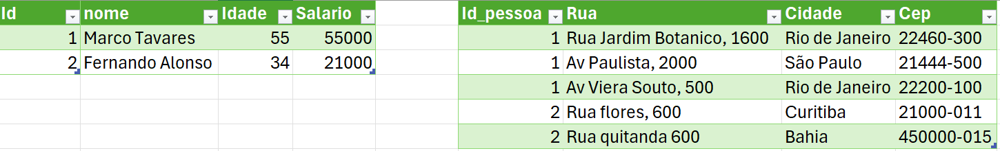 Id nome Idade Salario
1 Marco Tavares 55 55000
2 Fernando Alonso 34 21000
Id_pessoa Rua Cidade Cep
1 Rua Jardim Botanico, 1600 Rio de Janeiro 22460-300
1 Av Paulista, 2000 São Paulo 21444-500
1 Av Viera Souto, 500 Rio de Janeiro 22200-100
2 Rua flores, 600 Curitiba 21000-011
2 Rua quitanda 600 Bahia 450000-015